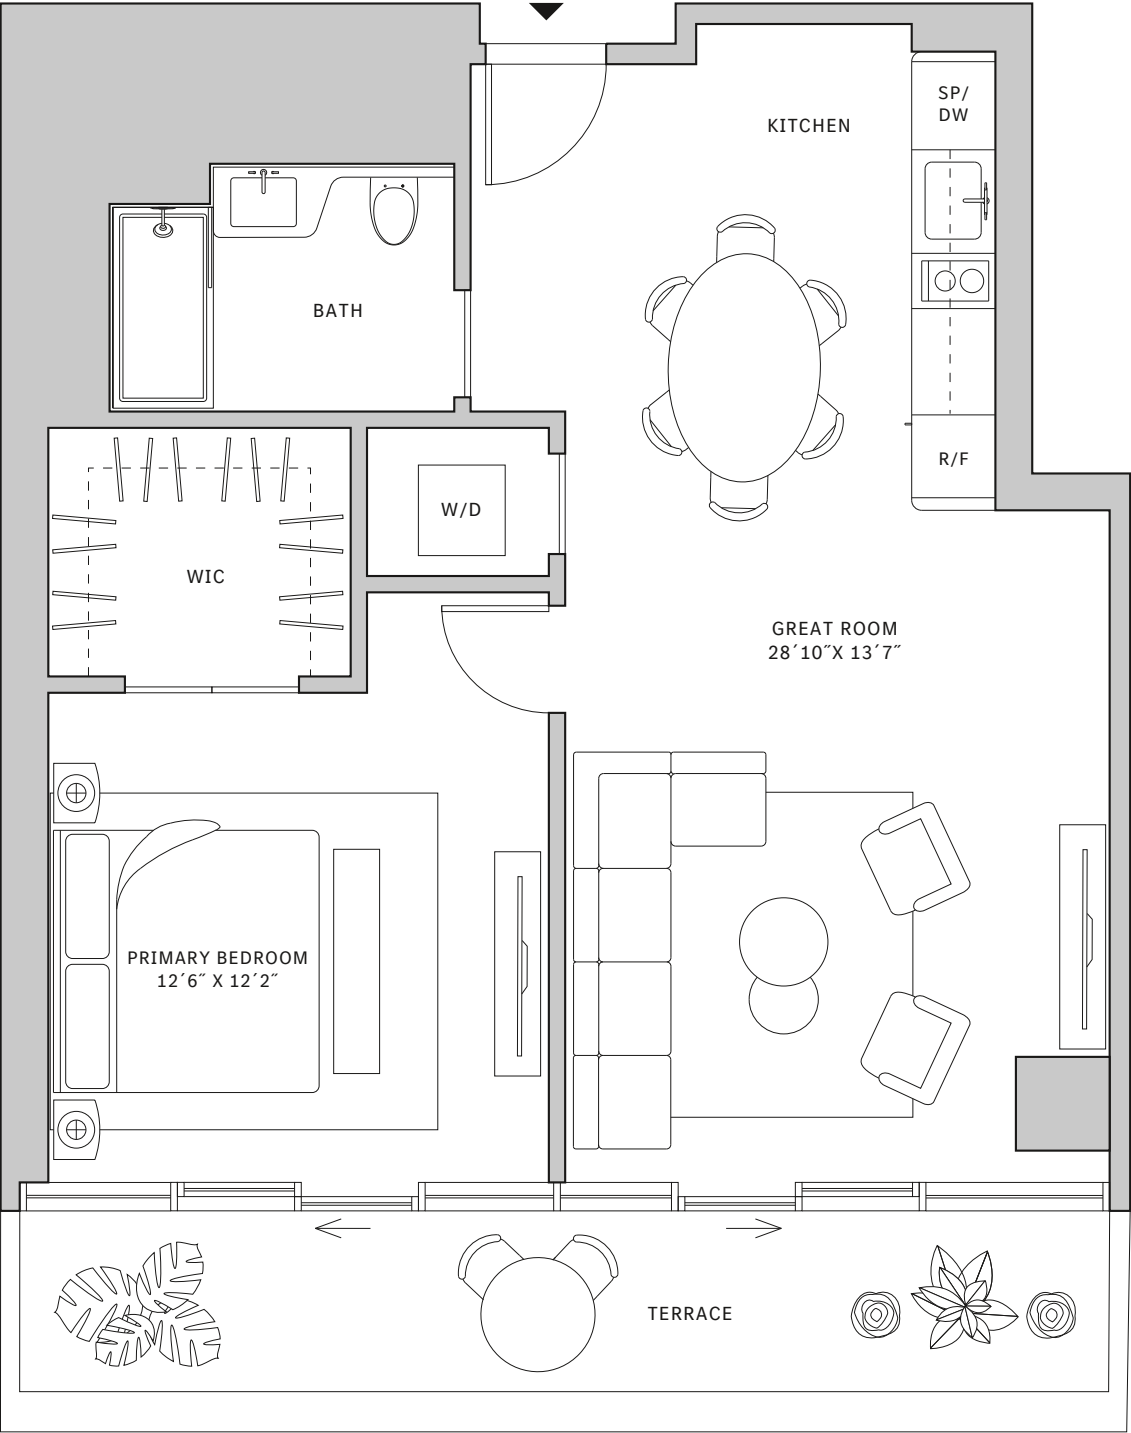 SP/
DW
KITCHEN
BATH
R/F
W/D
WIC
GREAT ROOM
28´10˝X 13´7˝
PRIMARY BEDROOM
12´6˝ X 12´2˝
TERRACE